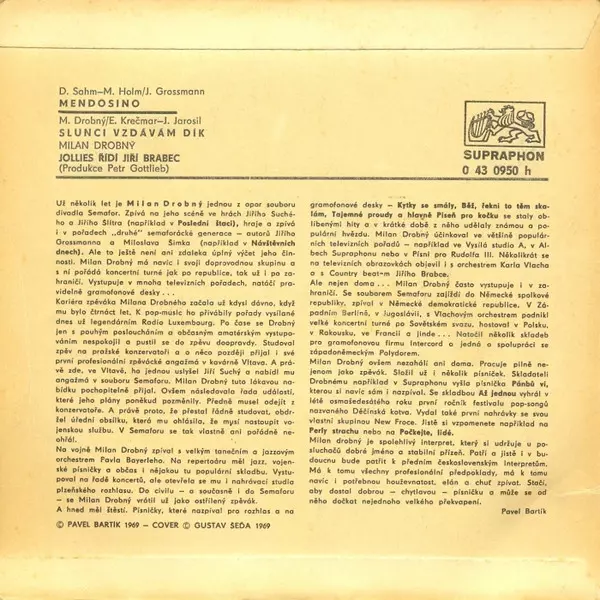 D. Sahm—M. Holm/J. Grossmann
MENDOSINO
M. Drobný/E. Krečmar—J. Jarosil
SLUNCI VZDÁVÁM DÍK
MILAN DROBNÝ
JOLLIES ŘÍDÍ JIŘÍ BRABEC
(Produkce Petr Gottlieb)
SUPRAPHON
0 43 0950 h
Už několik let je Milan Drobný jednou z opor souboru
divadla Semafor. Zpívá na jeho scéně ve hrách Jiřího Suché-
ho a Jiřího Šlitra (například v Poslední štaci), hraje a zpívá
i v pořadech „druhé" semaforácké generace — autorů Jiřího
Grossmanna a Miloslava Šimka (například v Návštěvních
dnech). Ale to ještě není ani zdaleka úplný výčet jeho čin-
nosti. Milan Drobný má navíc i svoji doprovodnou skupinu a
s ní pořádá koncertní turné jak po republice, tak už i po za-
hraničí. Vystupuje v mnoha televizních pořadech, natáčí pra-
videlně gramofonové desky . . .
Kariéra zpěváka Milana Drobného začala už kdysi dávno, když
mu bylo čtrnáct let. K pop-music ho přivábily pořady vysílané
dnes už legendárním Radio Luxembourg. Po čase se Drobný
jen s pouhým posloucháním a občasným amatérským vystupo-
váním nespokojil a pustil se do zpěvu doopravdy. Studoval
zpěv na pražské konzervatoři a o něco později přijal i své
první profesionální zpěvácké angažmá v kavárně Vltava. A prá-
vě zde, ve Vltavě, ho jednou uslyšel Jiří Suchý a nabídl mu
angažmá v souboru Semaforu. Milan Drobný tuto lákavou na-
bídku pochopitelně přijal. Ovšem následovala řada událostí,
které jeho plány poněkud pozměnily. Předně musel odejít z
konzervatoře. A právě proto, že přestal řádně studovat, obdr-
žel úřední obsílku, která mu ohlásila, že mysí nastoupit vo-
jenskou službu. V Semaforu se tak vlastně ani pořádně ne-
ohřál.
Na vojně Milan Drobný zpíval s velkým tanečním a jazzovým
orchestrem Pavla Bayerleho. Na repertoáru měl jazz, vojen-
ské písničky a občas i nějakou tu populární skladbu. Vystu-
poval na řadě koncertů, ale otevřela se mu i nahrávací studia
plzeňského rozhlasu. Do civilu — a současně i do Semaforu
— se Milan Drobný vrátil už jako ostřílený zpěvák.
A hned měl štěstí. Písničky, které nazpíval pro rozhlas a na
gramofonové desky — Kytky se smály, Běž, řekni to těm ska-
lám, Tajemné proudy a hlavně Píseň pro kočku se staly ob-
líbenými hity a v krátké době z něho udělaly známou a po-
pulární hvězdu. Milan Drobný účinkoval ve většině populár-
ních televizních pořadů — například ve Vysílá studio A, v Al-
bech Supraphonu nebo v Písni pro Rudolfa III. Několikrát se
na televizních obrazovkách objevil i s orchestrem Karla Vlacha
a s Country beat=m Jiřího Brabce.
Ale nejen doma . . . Milan Drobný často vystupuje i v za-
hraničí. Se souborem Semaforu zajížděl do Německé spolkové
republiky, zpíval v Německé demokratické republice. V Zá-
padním Berlíně, v Jugoslávii, s Vlachovým orchestrem podnikl
velké koncertní turné po Sovětském svazu, hostoval v Polsku,
v Rakousku, ve Francii a jinde . . . Natočil několik skladeb
pro gramofonovou firmu Intercord a jedná o spolupráci se
západoněmeckým Polydorem.
Milan Drobný ovšem nezahálí ani doma. Pracuje pilně ne-
jenom jako zpěvák. Složil už i několik písniček. Skladateli
Drobnému například v Supraphonu vyšla písnička Pánbů ví,
kterou si navíc sám i nazpíval. Se skladbou Až jednou vyhrál v
létě osmašedesátého roku první ročník festivalu pop-songů
nazvaného Děčínská kotva. Vydal také první nahrávky se svou
vlastní skupinou New Froce. Jistě si vzpomenete například na
Perly strachu nebo na Počkejte, lidé.
Milan drobný je spolehlivý interpret, který si udržuje u po-
sluchačů dobré jméno a stabilní přízeň. Patří a jistě i v bu-
doucnu bude patřit k předním československým interpretům.
Má k tomu všechny profesionální předpoklady, má k tomu
navíc i potřebnou houževnatost, elán a chuť zpívat. Stačí,
aby dostal dobrou — chytlavou — písničku a může se od
něho dočkat nejednoho velikého překvapení.
Pavel Bartík
© PAVEL BARTÍK 1969 — COVER © GUSTAV ŠEĎA 1969